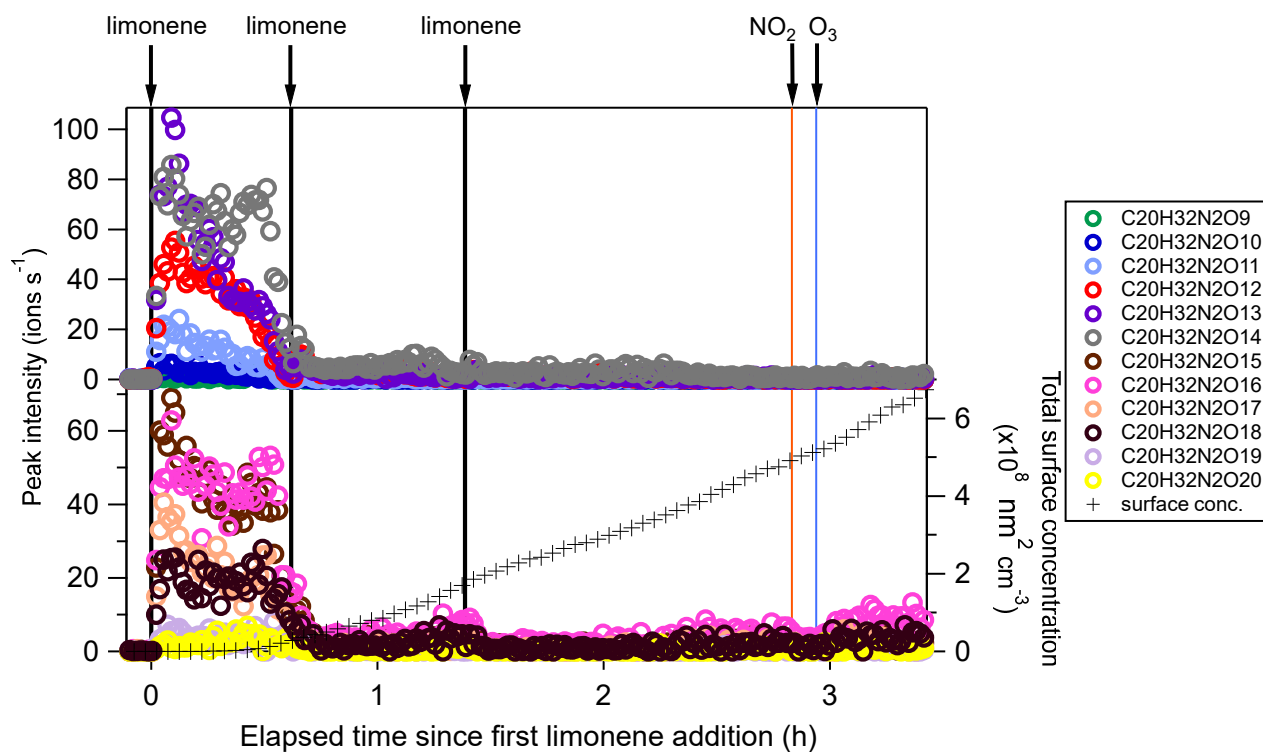 limonene limonene limonene NO₂ O₃
100
80
60
40
20
0
60
40
20
0
Peak intensity (ions s⁻¹)
6
4
2
0
Total surface concentration
(x10⁸ nm² cm⁻³)
0 1 2 3
Elapsed time since first limonene addition (h)
C20H32N2O9
C20H32N2O10
C20H32N2O11
C20H32N2O12
C20H32N2O13
C20H32N2O14
C20H32N2O15
C20H32N2O16
C20H32N2O17
C20H32N2O18
C20H32N2O19
C20H32N2O20
surface conc.